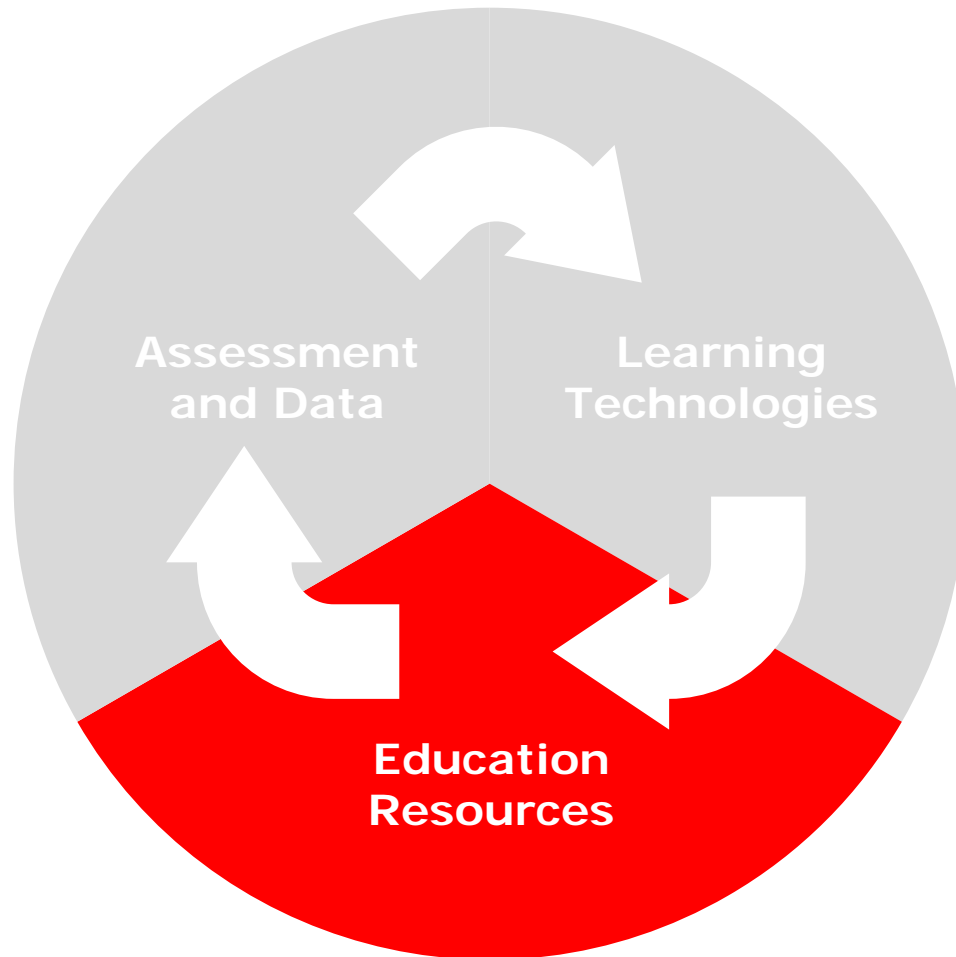 Assessment
and Data
Learning
Technologies
Education
Resources